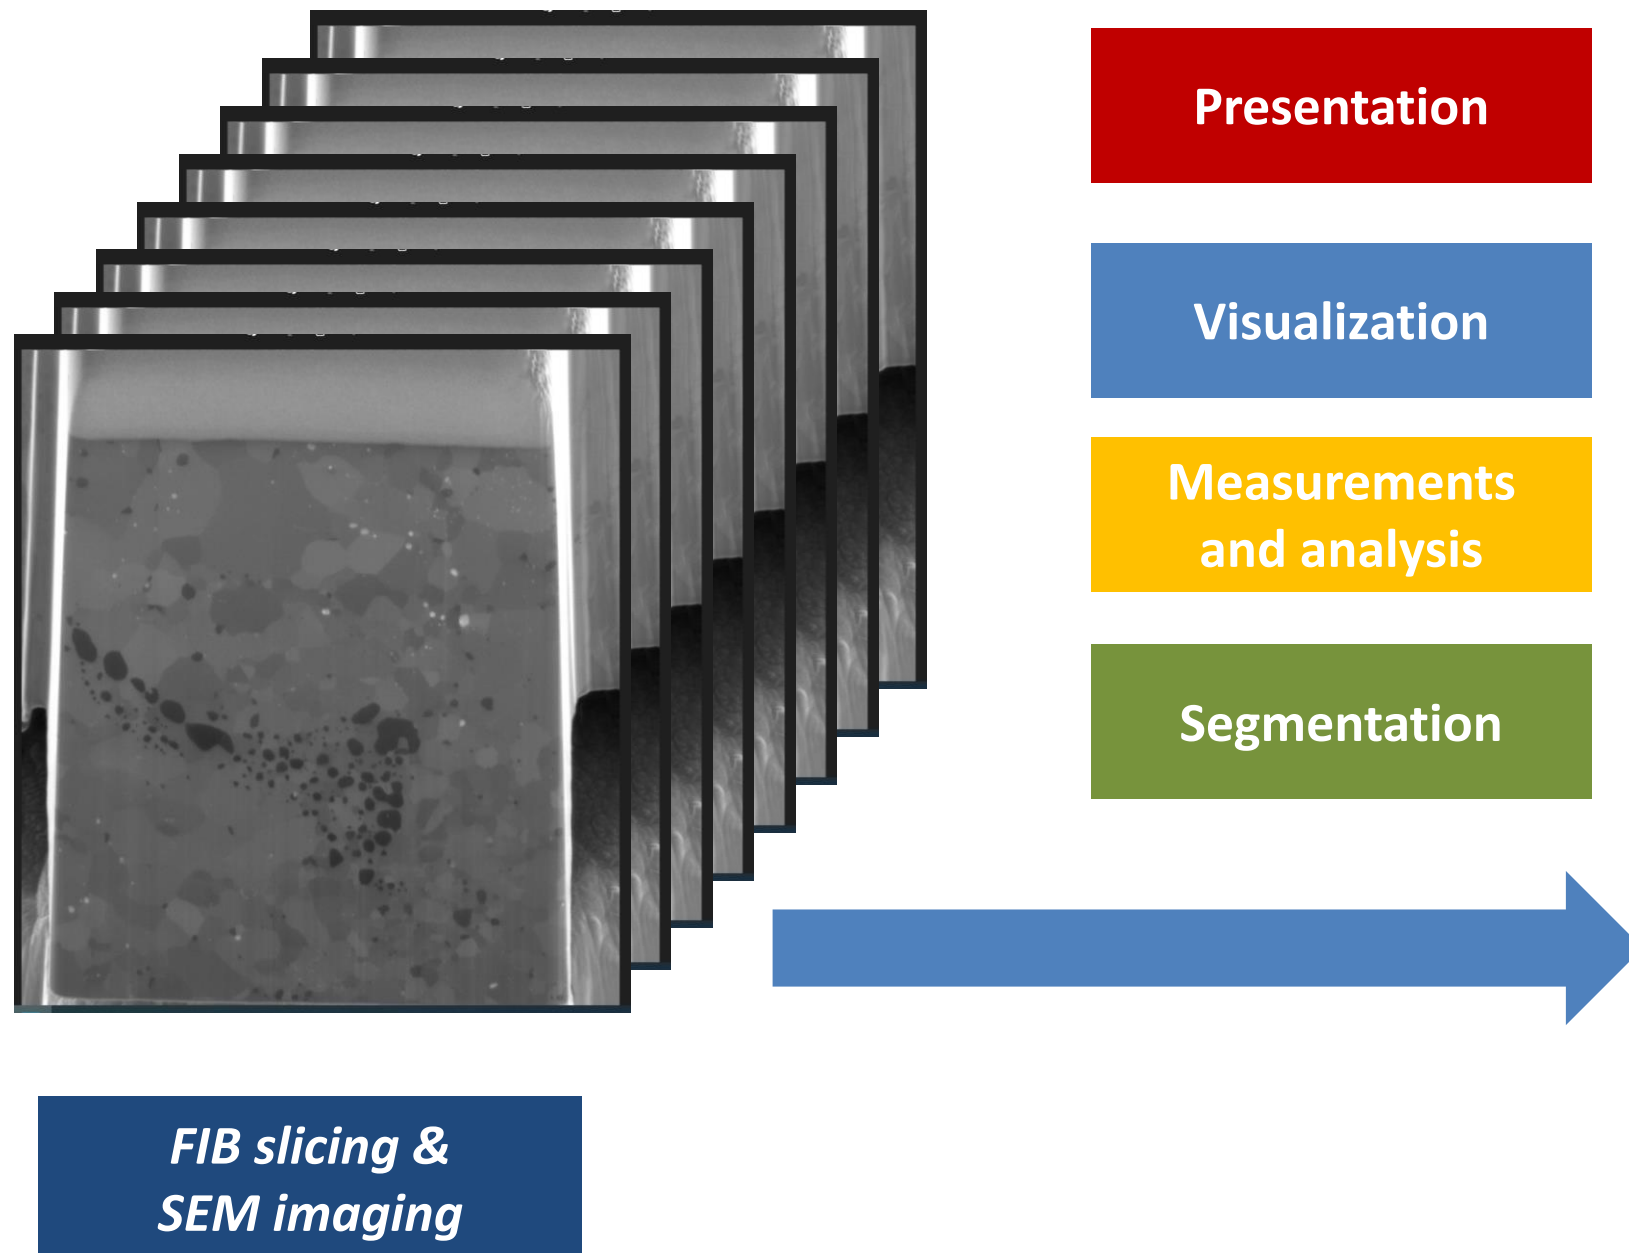 Presentation
Visualization
Measurements
and analysis
Segmentation
FIB slicing &
SEM imaging